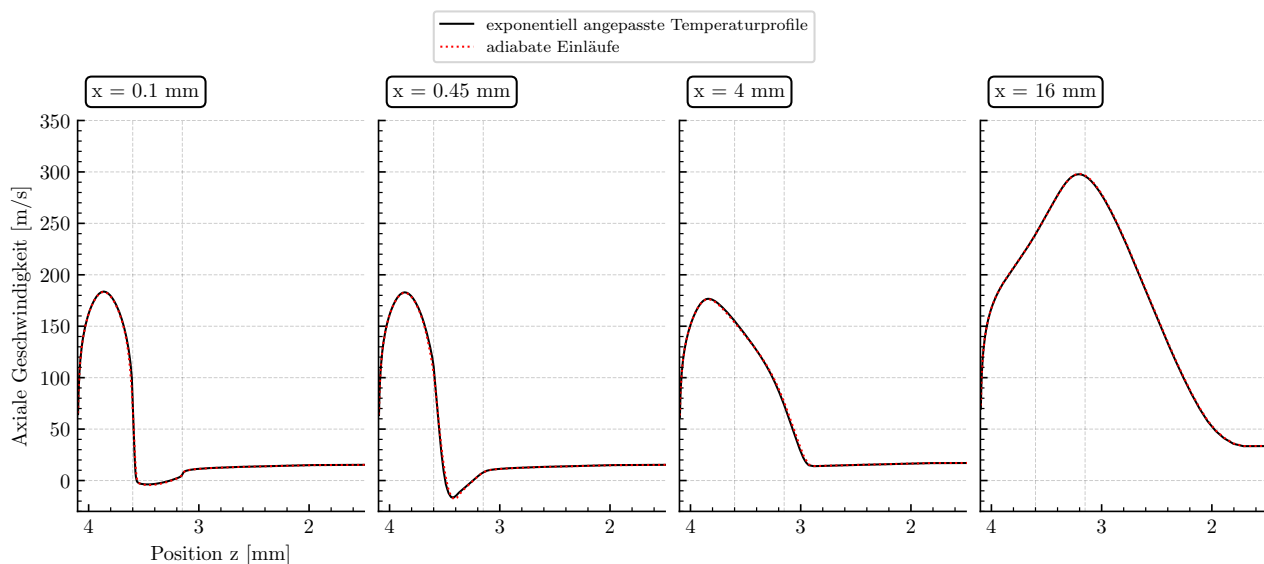 exponentiell angepasste Temperaturprofile
adiabate Einläufe
x = 0.1 mm
x = 0.45 mm
x = 4 mm
x = 16 mm
350
300
250
200
150
100
50
0
Axiale Geschwindigkeit [m/s]
4 3 2
4 3 2
4 3 2
4 3 2
Position z [mm]